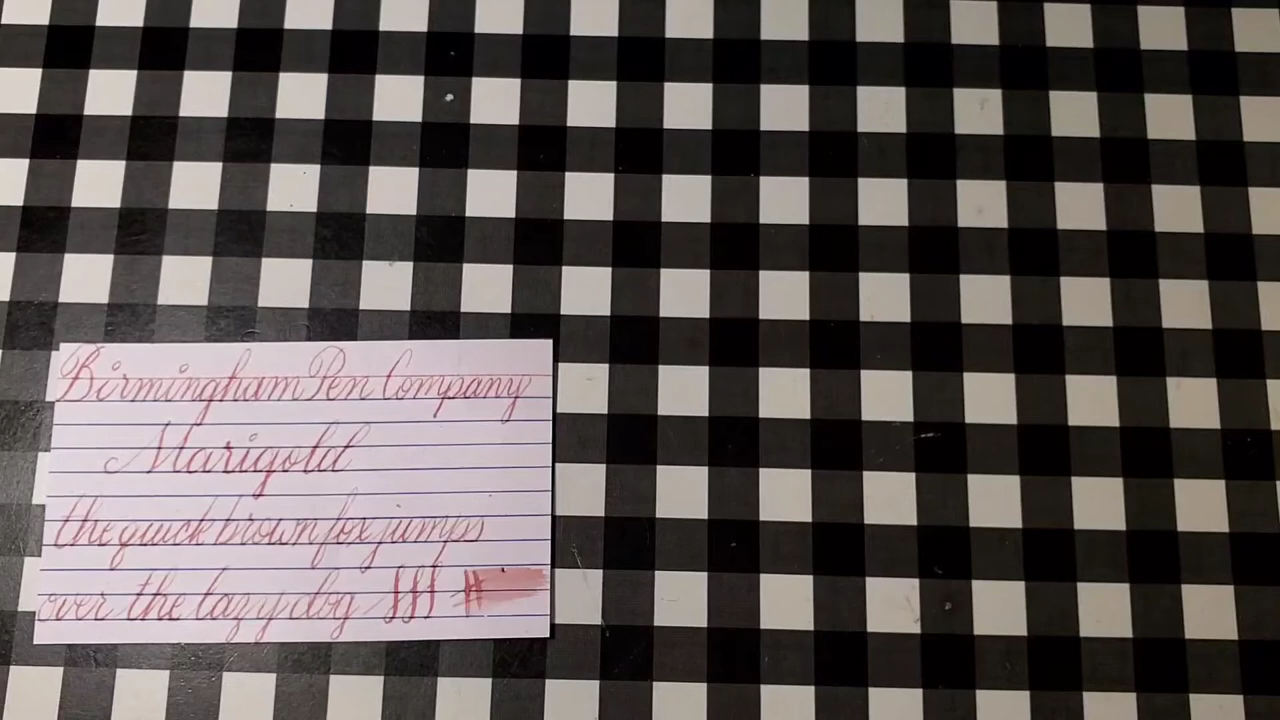 Birmingham Pen Company
Marigold
the quick brown fox jumps
over the lazy dog